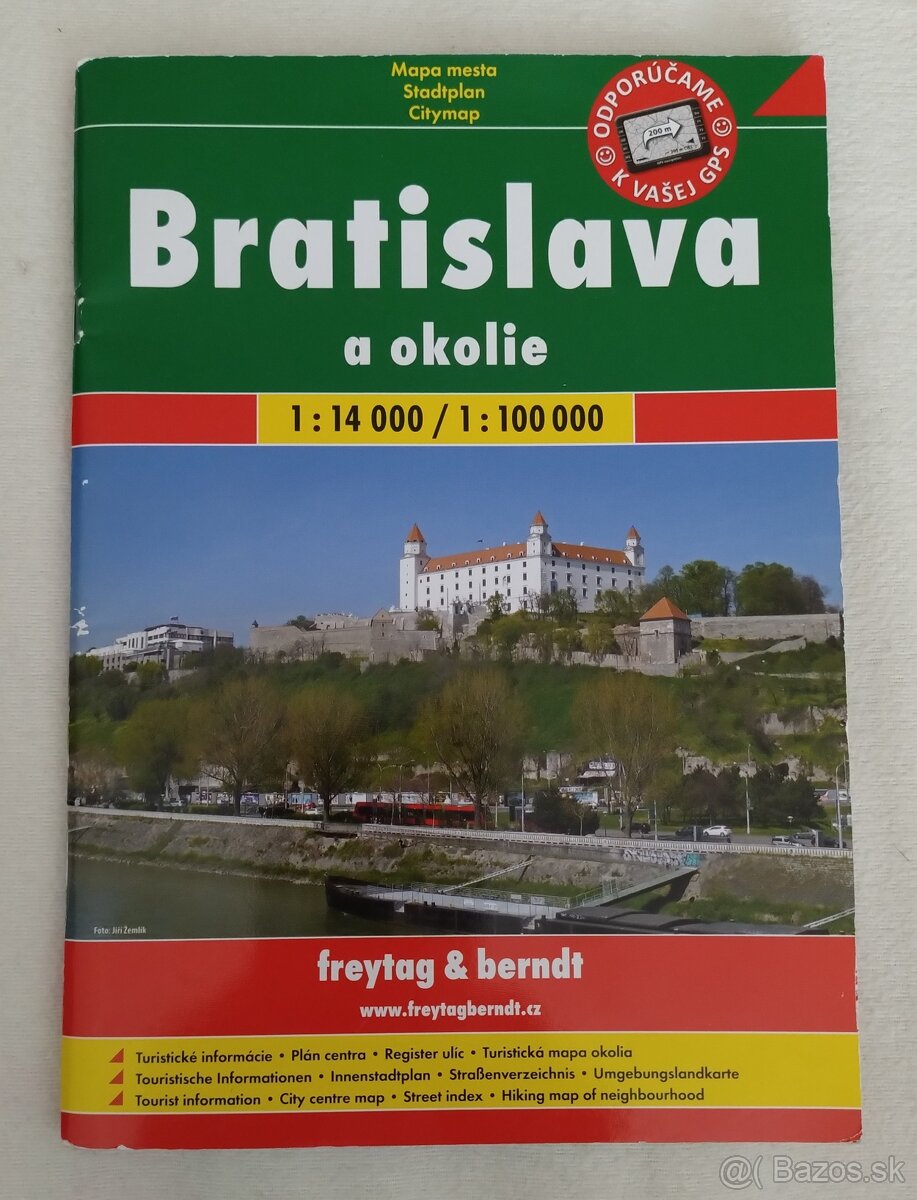 Mapa mesta
Stadtplan
Citymap
ODPORÚČAME
200 m
K VAŠEJ GPS
Bratislava
a okolie
1 : 14 000 / 1 : 100 000
Foto: Jiří Zemlík
freytag & berndt
www.freytagberndt.cz
Turistické informácie • Plán centra • Register ulíc • Turistická mapa okolia
Touristische Informationen • Innenstadtplan • Straßenverzeichnis • Umgebungslandkarte
Tourist information • City centre map • Street index • Hiking map of neighbourhood
@( Bazos.sk